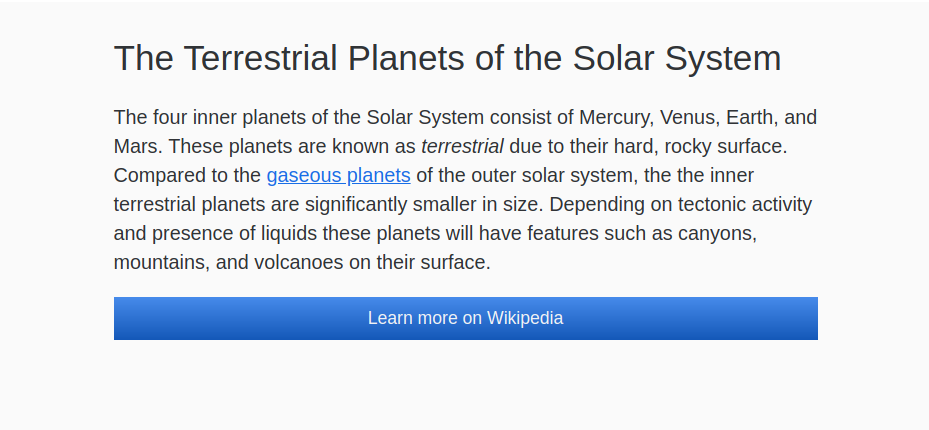 The Terrestrial Planets of the Solar System
The four inner planets of the Solar System consist of Mercury, Venus, Earth, and
Mars. These planets are known as terrestrial due to their hard, rocky surface.
Compared to the gaseous planets of the outer solar system, the the inner
terrestrial planets are significantly smaller in size. Depending on tectonic activity
and presence of liquids these planets will have features such as canyons,
mountains, and volcanoes on their surface.
Learn more on Wikipedia